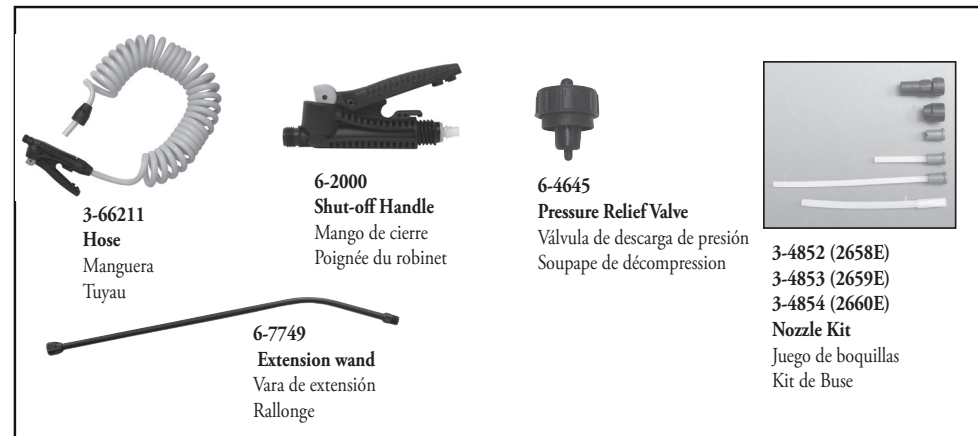 3-66211
Hose
Manguera
Tuyau
6-2000
Shut-off Handle
Mango de cierre
Poignée du robinet
6-4645
Pressure Relief Valve
Válvula de descarga de presión
Soupape de décompression
3-4852 (2658E)
3-4853 (2659E)
3-4854 (2660E)
Nozzle Kit
Juego de boquillas
Kit de Buse
6-7749
Extension wand
Vara de extensión
Rallonge